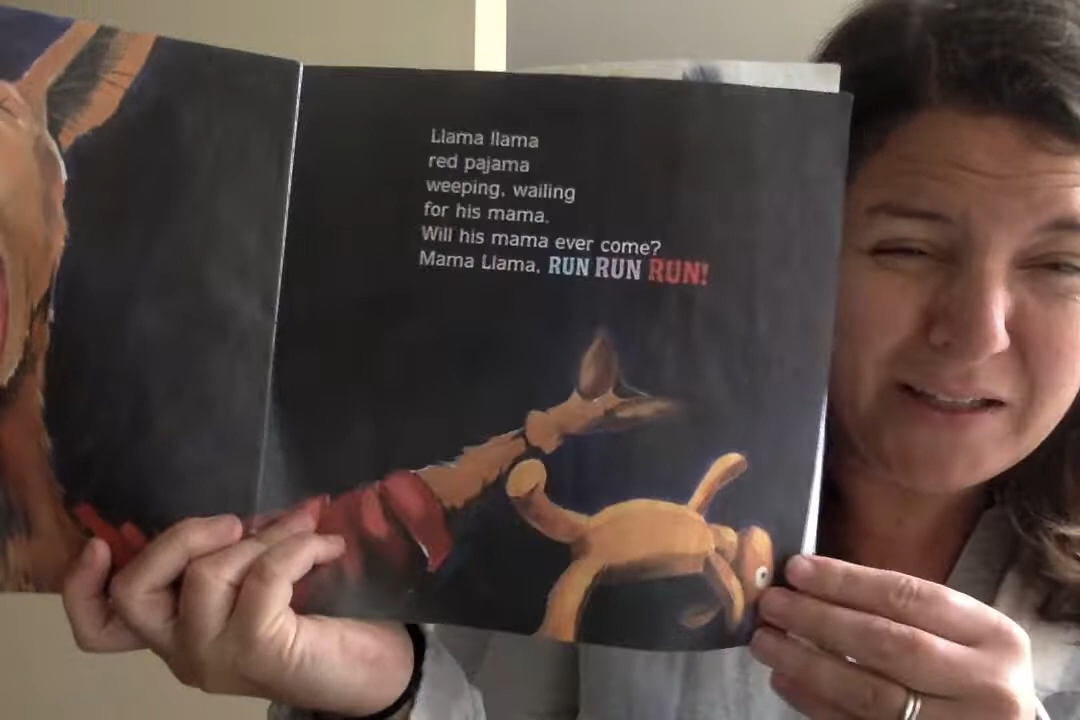 Llama llama
red pajama
weeping, wailing
for his mama.
Will his mama ever come?
Mama Llama, RUN RUN RUN!